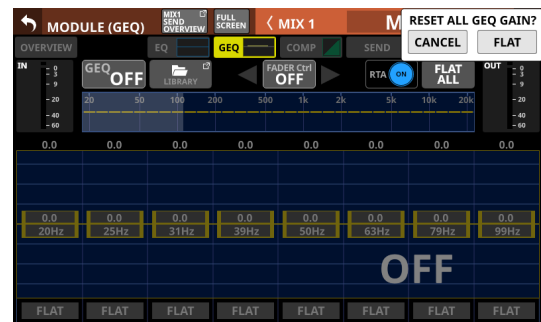 MODULE (GEQ)
MIX1
SEND
OVERVIEW
FULL
SCREEN
MIX 1
M
RESET ALL GEQ GAIN?
CANCEL
FLAT
OVERVIEW
EQ
GEQ
COMP
SEND
IN
0
3
9
20
40
60
GEQ
OFF
LIBRARY
FADER Ctrl
OFF
RTA
ON
FLAT
ALL
OUT
0
3
9
20
40
60
20 50 100 200 500 1k 2k 5k 10k 20k
0.0 0.0 0.0 0.0 0.0 0.0 0.0 0.0
0.0 0.0 0.0 0.0 0.0 0.0 0.0 0.0
20Hz 25Hz 31Hz 39Hz 50Hz 63Hz 79Hz 99Hz
OFF
FLAT FLAT FLAT FLAT FLAT FLAT FLAT FLAT